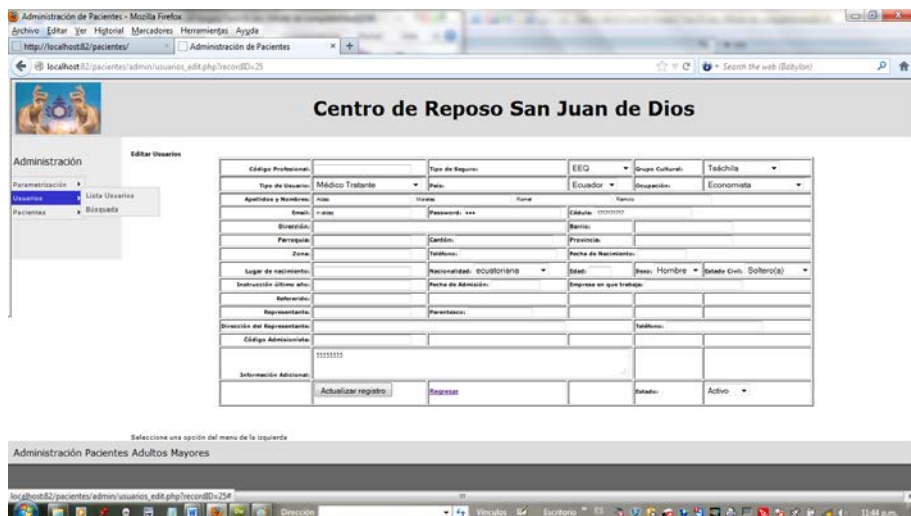 Administración de Pacientes - Mozilla Firefox
Archivo Editar Ver Historial Marcadores Herramientas Ayuda
http://localhost:82/pacientes/ × Administración de Pacientes × +
localhost:82/pacientes/admin/usuarios_edit.php?recordID=25 Search the web (Babylon)
Centro de Reposo San Juan de Dios
Administración
Parametrización
Usuarios
Pacientes
Lista Usuarios
Búsqueda
Editar Usuarios
Código Profesional: Tipo de Seguro: EEQ Grupo Cultural: Tsáchila
Tipo de Usuario: Médico Tratante País: Ecuador Ocupación: Economista
Apellidos y Nombres: Morales Ramiro
Email: Password: Cédula:
Dirección: Barrio:
Parroquia: Cantón: Provincia:
Zona: Teléfono: Fecha de Nacimiento:
Lugar de nacimiento: Nacionalidad: ecuatoriana Edad: Sexo: Hombre Estado Civil: Soltero(a)
Instrucción último año: Fecha de Admisión: Empresa en que trabaja:
Referorido:
Representante: Parentesco:
Dirección del Representante: Teléfono:
Código Admisionista:
Información Adicional:
Actualizar registro Regresar Estado: Activo
Seleccione una opción del menu de la izquierda
Administración Pacientes Adultos Mayores
localhost:82/pacientes/admin/usuarios_edit.php?recordID=25#
Dirección Vínculos Escritorio ES 11:44 p.m.